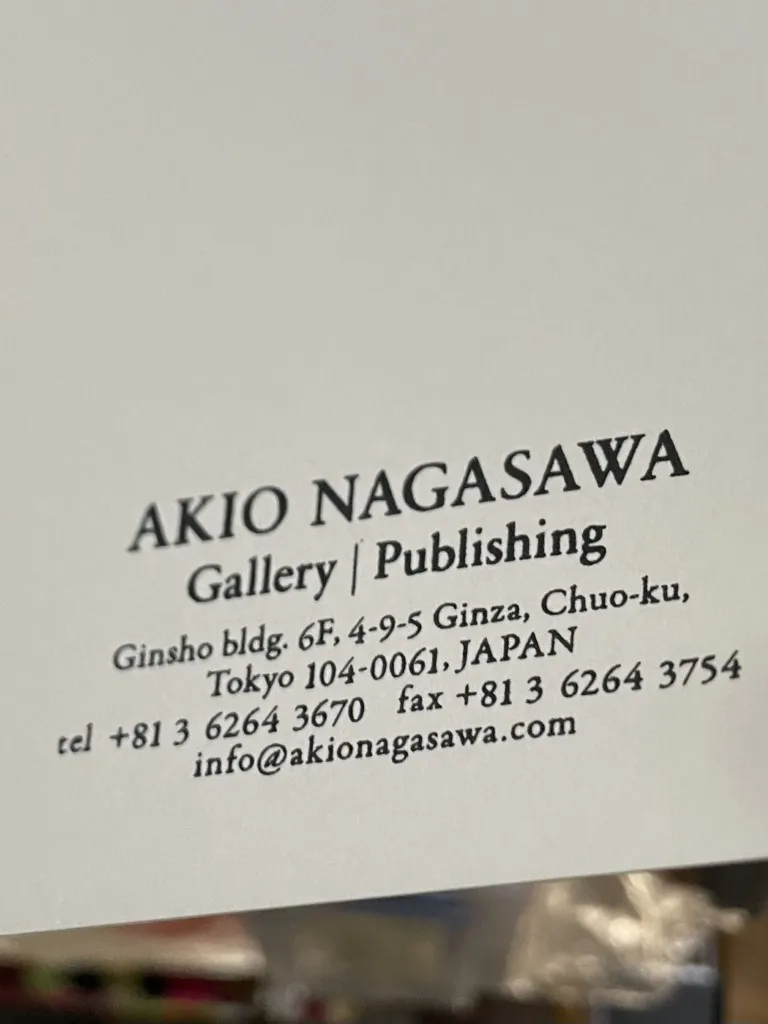 AKIO NAGASAWA
Gallery | Publishing
Ginsho bldg. 6F, 4-9-5 Ginza, Chuo-ku,
Tokyo 104-0061, JAPAN
tel +81 3 6264 3670 fax +81 3 6264 3754
info@akionagasawa.com